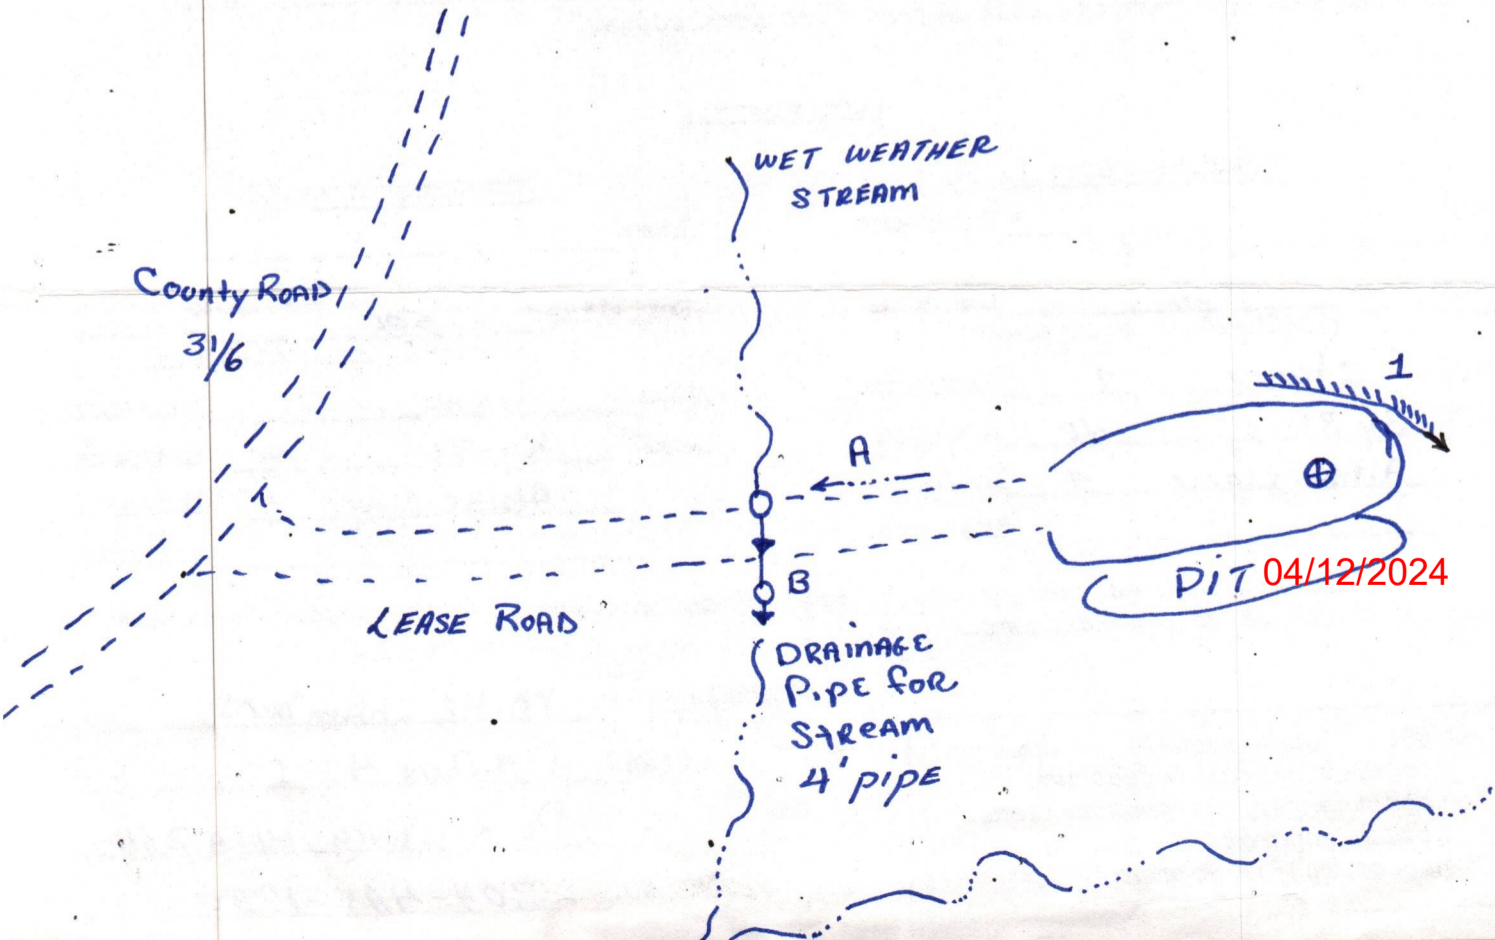 WET WEATHER
STREAM
County ROAD
31/6
1
A
PIT 04/12/2024
B
LEASE ROAD
DRAINAGE
PIPE FOR
STREAM
4' PIPE